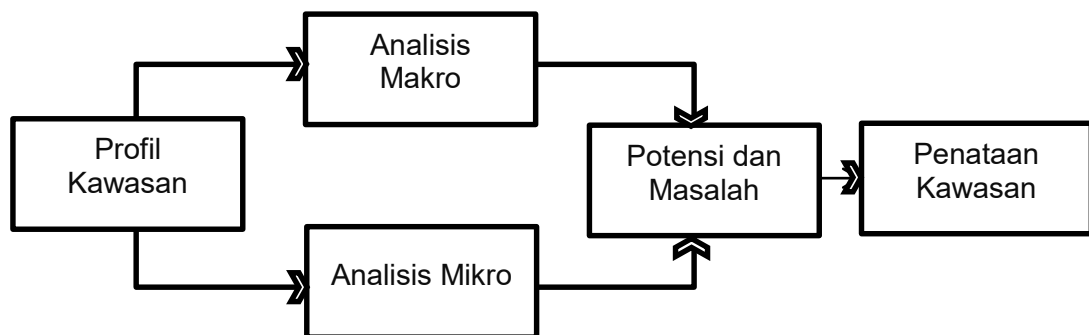 Profil
Kawasan
Analisis
Makro
Analisis Mikro
Potensi dan
Masalah
Penataan
Kawasan